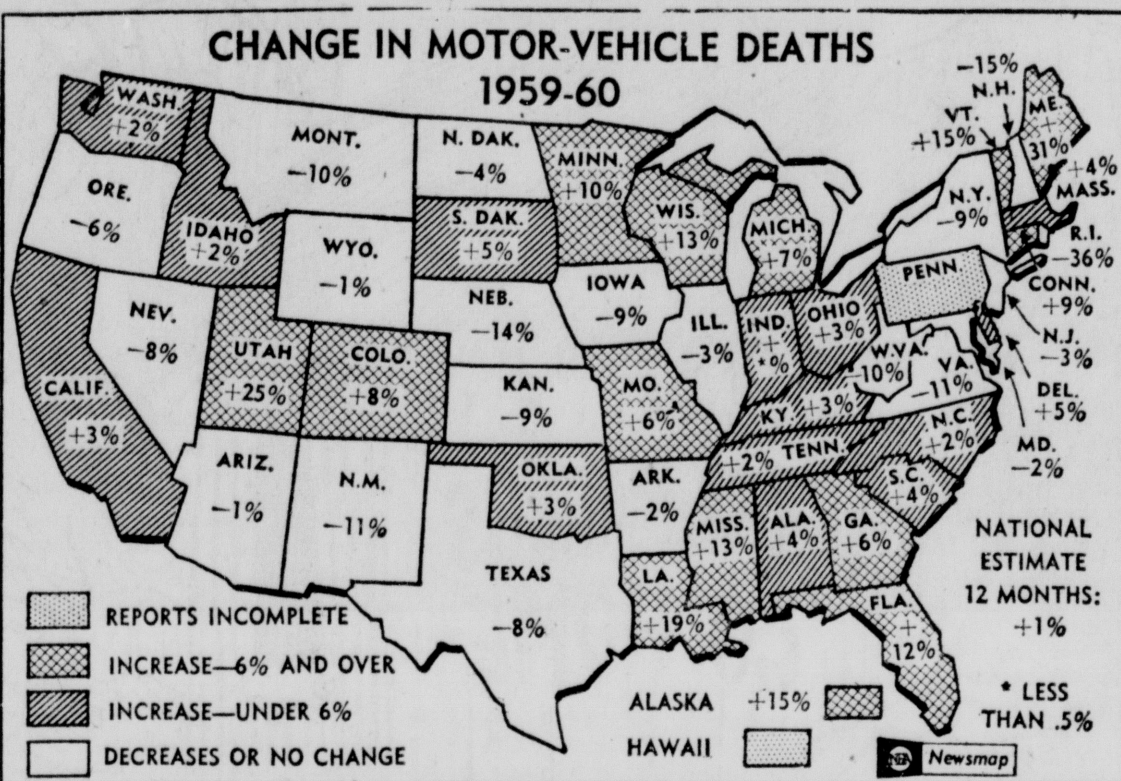 CHANGE IN MOTOR-VEHICLE DEATHS
1959-60
WASH.
+2%
ORE.
-6%
CALIF.
+3%
IDAHO
+2%
NEV.
-8%
MONT.
-10%
WYO.
-1%
UTAH
+25%
COLO.
+8%
ARIZ.
-1%
N.M.
-11%
N. DAK.
-4%
S. DAK.
+5%
NEB.
-14%
KAN.
-9%
OKLA.
+3%
TEXAS
-8%
MINN.
+10%
IOWA
-9%
MO.
+6%
ARK.
-2%
LA.
+19%
WIS.
+13%
ILL.
-3%
MICH.
+7%
IND.
+
*%
OHIO
+3%
KY.
+3%
+2% TENN.
MISS.
+13%
ALA.
+4%
GA.
+6%
FLA.
+
12%
S.C.
+4%
N.C.
+2%
VA.
-11%
W.VA.
-10%
PENN.
N.Y.
-9%
VT.
+15%
-15%
N.H.
ME.
+
31%
+4%
MASS.
R.I.
-36%
CONN.
+9%
N.J.
-3%
DEL.
+5%
MD.
-2%
NATIONAL
ESTIMATE
12 MONTHS:
+1%
* LESS
THAN .5%
REPORTS INCOMPLETE
INCREASE—6% AND OVER
INCREASE—UNDER 6%
DECREASES OR NO CHANGE
ALASKA +15%
HAWAII
NEA Newsmap